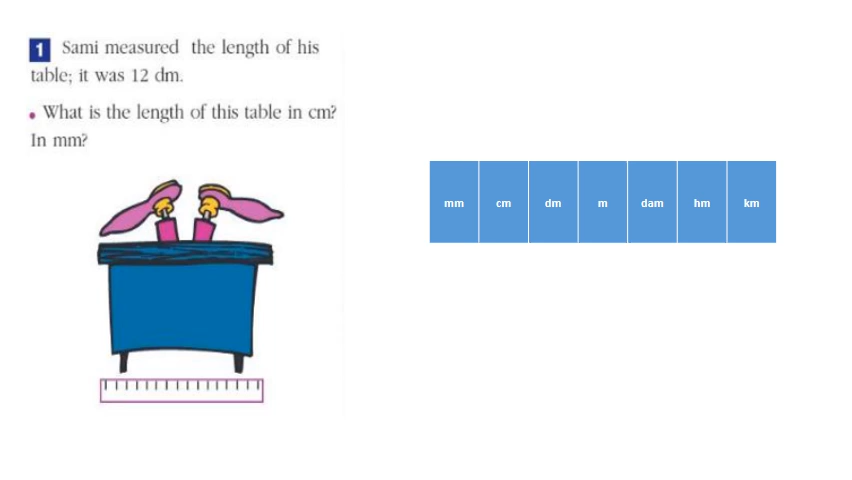 1 Sami measured the length of his
table; it was 12 dm.
• What is the length of this table in cm?
In mm?
mm cm dm m dam hm km